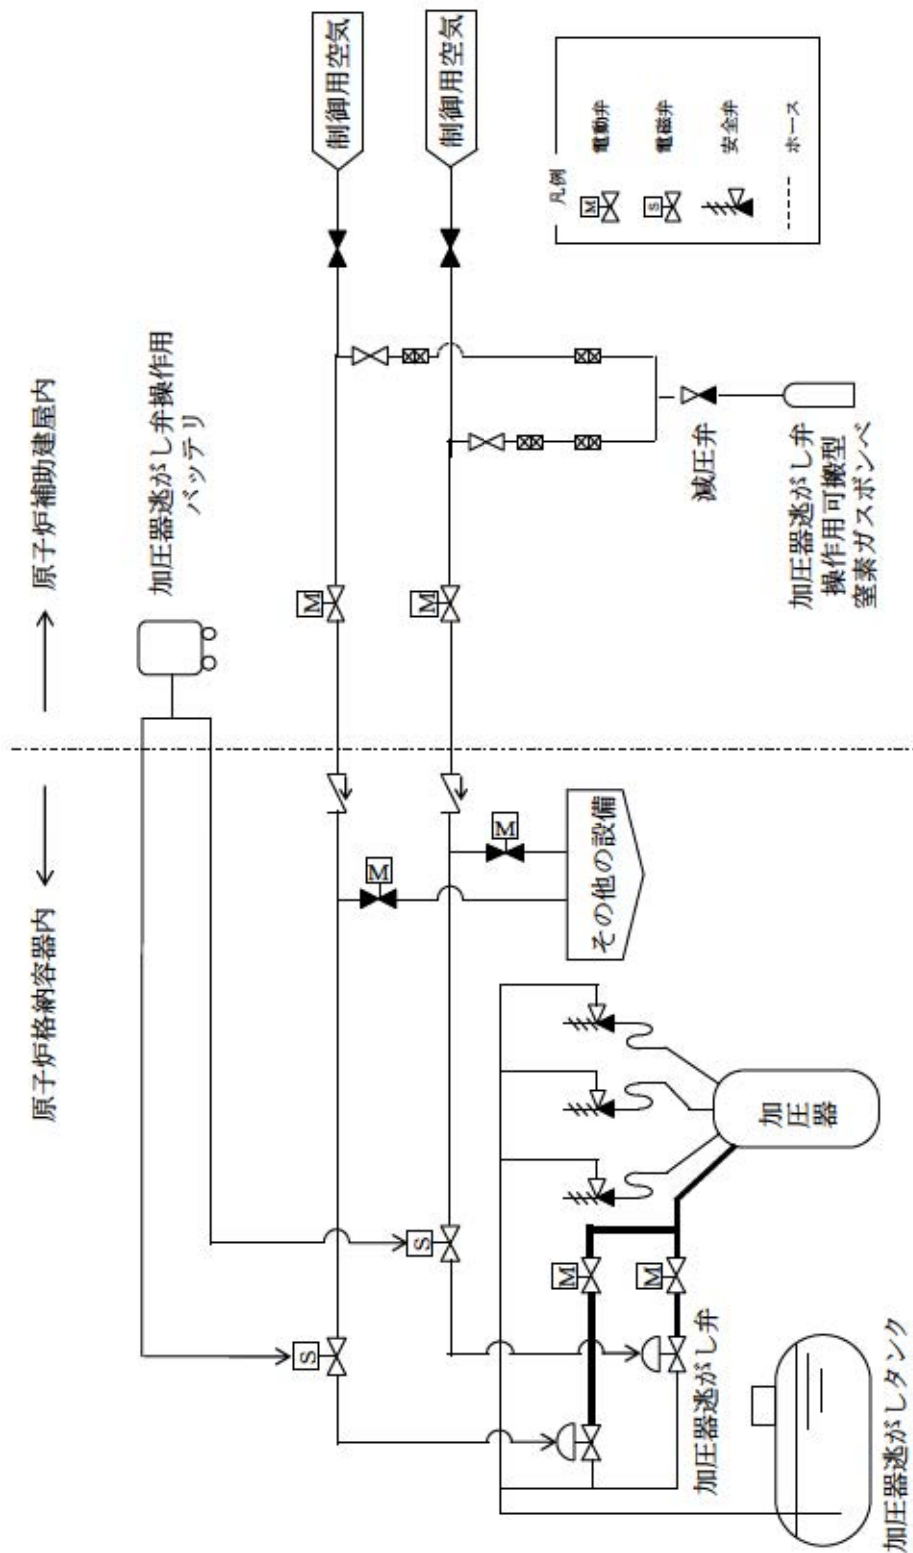 原子炉格納容器内
原子炉補助建屋内
加圧器逃がし弁操作用
バッテリ
制御用空気
制御用空気
M
M
M
M
S
S
M
M
その他の設備
加圧器
加圧器逃がし弁
加圧器逃がしタンク
減圧弁
加圧器逃がし弁
操作用可搬型
窒素ガスボンベ
凡例
M 電動弁
S 電磁弁
安全弁
ホース